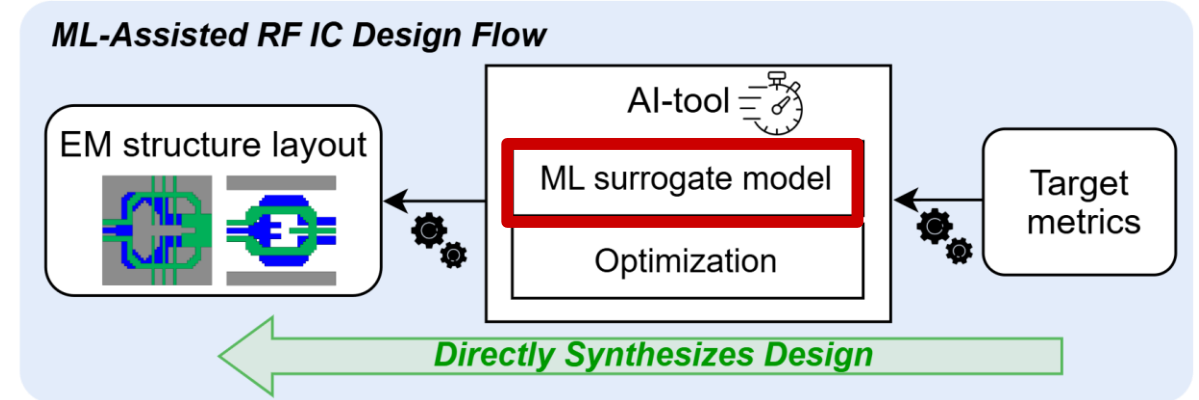 ML-Assisted RF IC Design Flow
EM structure layout
AI-tool
ML surrogate model
Optimization
Target
metrics
Directly Synthesizes Design